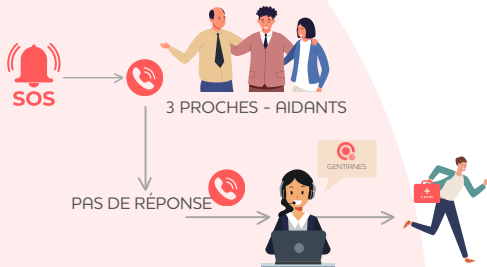 SOS
3 PROCHES - AIDANTS
GENTIANES
PAS DE RÉPONSE